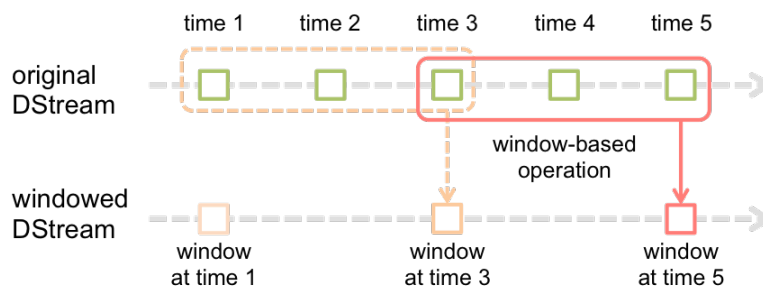 time 1 time 2 time 3 time 4 time 5
original
DStream
window-based
operation
windowed
DStream
window
at time 1
window
at time 3
window
at time 5